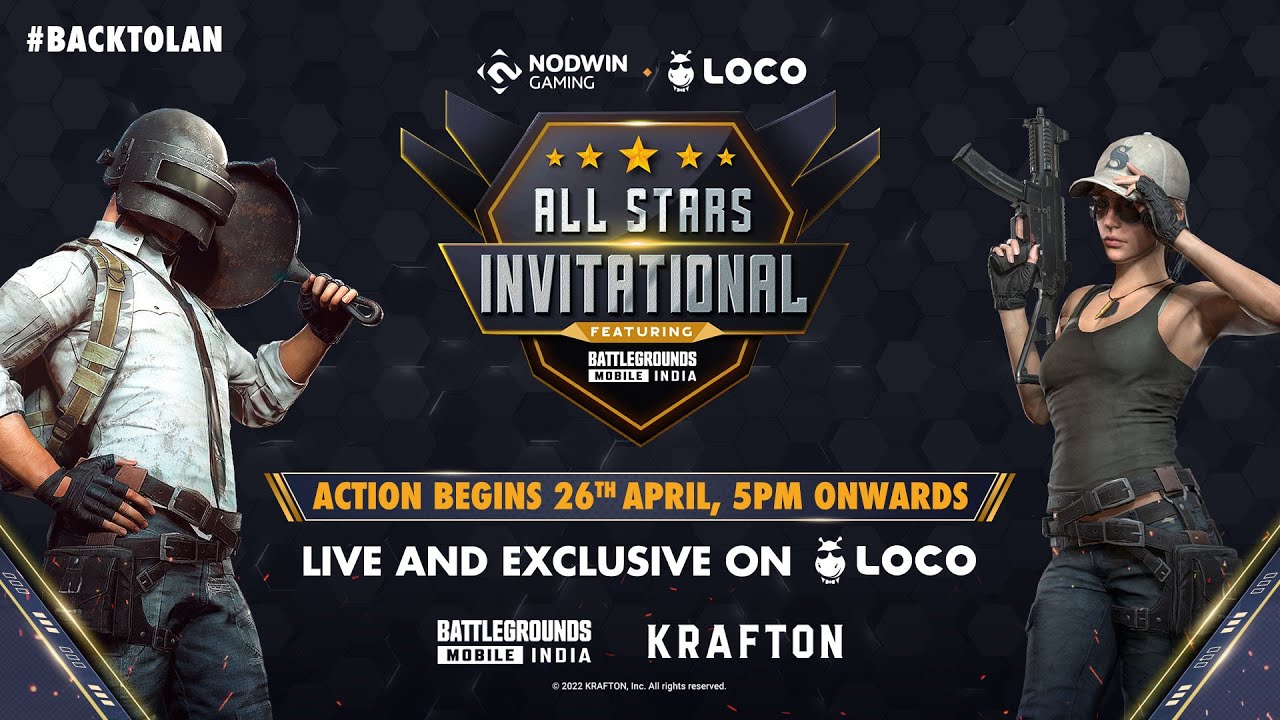 #BACKTOLAN
NODWIN GAMING LOCO
ALL STARS
INVITATIONAL
FEATURING
BATTLEGROUNDS
MOBILE INDIA
S
ACTION BEGINS 26TH APRIL, 5PM ONWARDS
LIVE AND EXCLUSIVE ON LOCO
BATTLEGROUNDS
MOBILE INDIA
KRAFTON
© 2022 KRAFTON, Inc. All rights reserved.